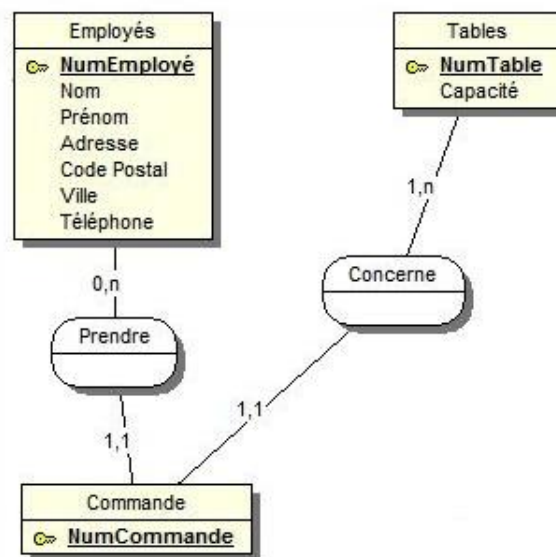 Employés
NumEmployé
Nom
Prénom
Adresse
Code Postal
Ville
Téléphone
Tables
NumTable
Capacité
1,n
0,n
Concerne
Prendre
1,1
1,1
Commande
NumCommande